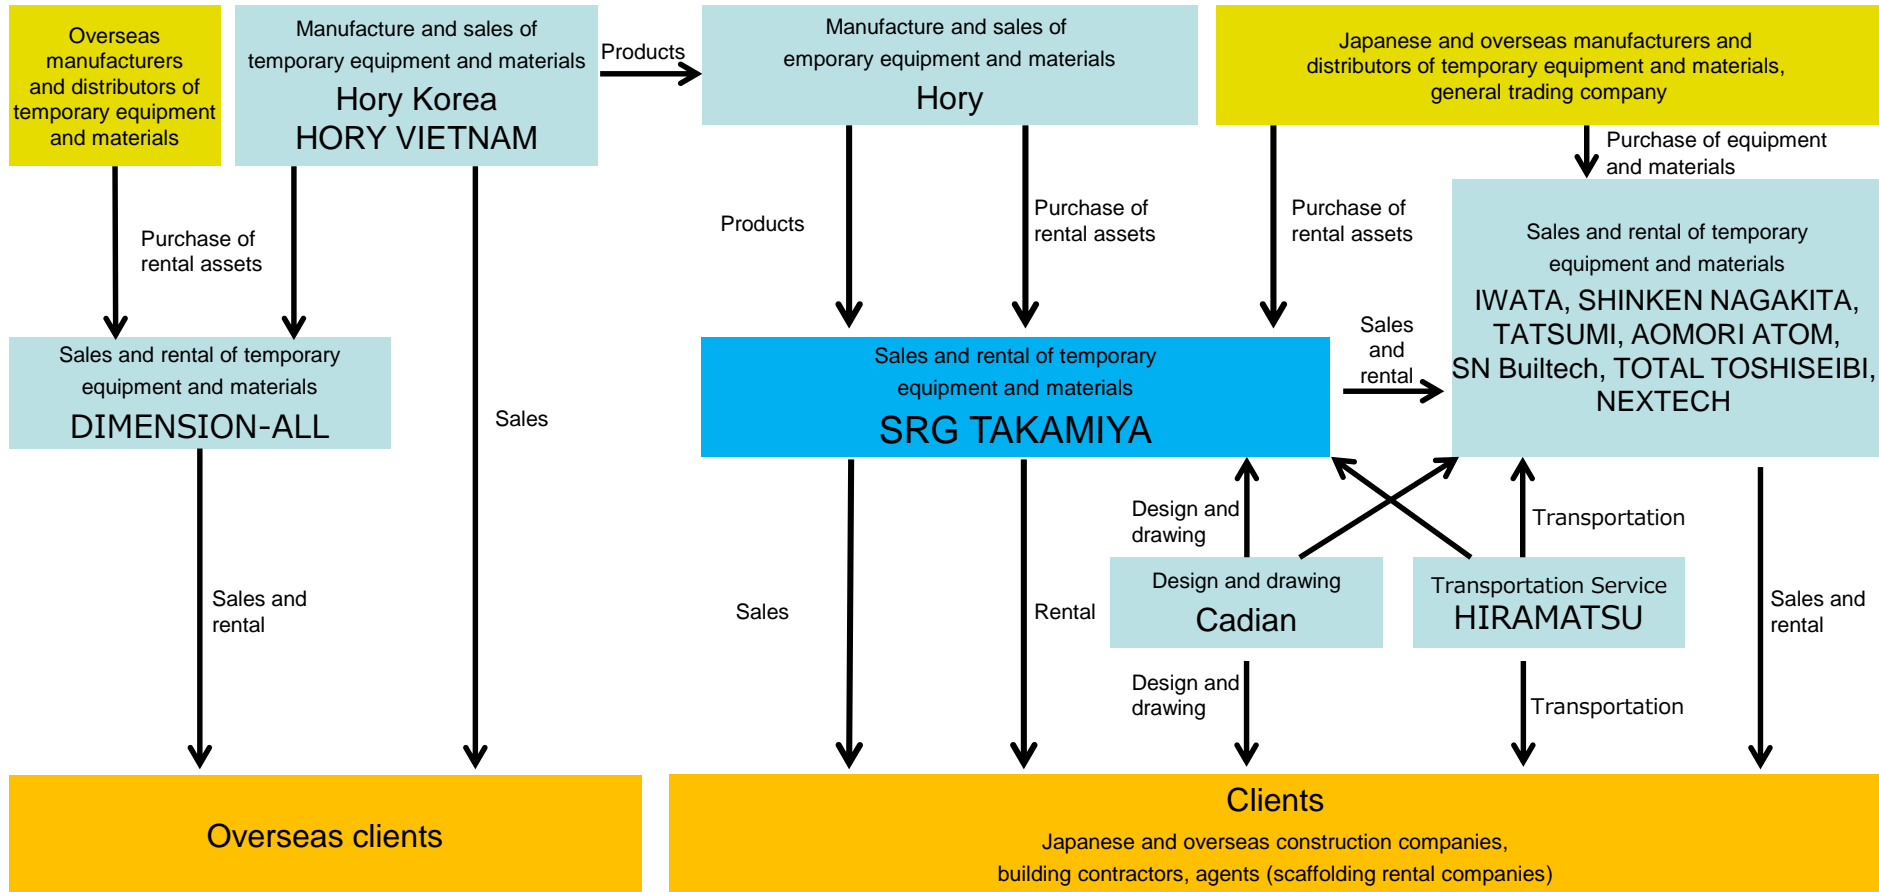 Overseas
manufacturers
and distributors of
temporary equipment
and materials
Manufacture and sales of
temporary equipment and materials
Hory Korea
HORY VIETNAM
Products
Manufacture and sales of
emporary equipment and materials
Hory
Japanese and overseas manufacturers and
distributors of temporary equipment and materials,
general trading company
Purchase of equipment
and materials
Purchase of
rental assets
Products
Purchase of
rental assets
Purchase of
rental assets
Sales and rental of temporary
equipment and materials
IWATA, SHINKEN NAGAKITA,
TATSUMI, AOMORI ATOM,
SN Builtech, TOTAL TOSHISEIBI,
NEXTECH
Sales and rental of temporary
equipment and materials
DIMENSION-ALL
Sales
Sales and rental of temporary
equipment and materials
SRG TAKAMIYA
Sales
and
rental
Design and
drawing
Transportation
Sales and
rental
Sales
Rental
Design and drawing
Cadian
Transportation Service
HIRAMATSU
Sales and
rental
Design and
drawing
Transportation
Overseas clients
Clients
Japanese and overseas construction companies,
building contractors, agents (scaffolding rental companies)